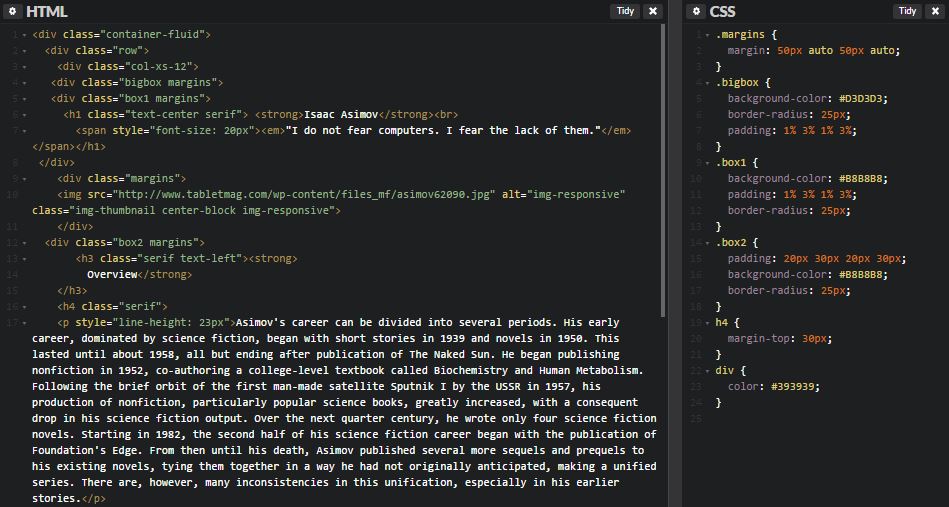 HTML
Tidy
1 <div class="container-fluid">
2 <div class="row">
3 <div class="col-xs-12">
4 <div class="bigbox margins">
5 <div class="box1 margins">
6 <h1 class="text-center serif"> <strong>Isaac Asimov</strong><br>
7 <span style="font-size: 20px"><em>"I do not fear computers. I fear the lack of them."</em>
</span></h1>
8 </div>
9 <div class="margins">
10 <img src="http://www.tabletmag.com/wp-content/files_mf/asimov62090.jpg" alt="img-responsive"
class="img-thumbnail center-block img-responsive">
11 </div>
12 <div class="box2 margins">
13 <h3 class="serif text-left"><strong>
14 Overview</strong>
15 </h3>
16 <h4 class="serif">
17 <p style="line-height: 23px">Asimov's career can be divided into several periods. His early
career, dominated by science fiction, began with short stories in 1939 and novels in 1950. This
lasted until about 1958, all but ending after publication of The Naked Sun. He began publishing
nonfiction in 1952, co-authoring a college-level textbook called Biochemistry and Human Metabolism.
Following the brief orbit of the first man-made satellite Sputnik I by the USSR in 1957, his
production of nonfiction, particularly popular science books, greatly increased, with a consequent
drop in his science fiction output. Over the next quarter century, he wrote only four science fiction
novels. Starting in 1982, the second half of his science fiction career began with the publication of
Foundation's Edge. From then until his death, Asimov published several more sequels and prequels to
his existing novels, tying them together in a way he had not originally anticipated, making a unified
series. There are, however, many inconsistencies in this unification, especially in his earlier
stories.</p>
CSS
Tidy
1 .margins {
2 margin: 50px auto 50px auto;
3 }
4 .bigbox {
5 background-color: #D3D3D3;
6 border-radius: 25px;
7 padding: 1% 3% 1% 3%;
8 }
9 .box1 {
10 background-color: #B8B8B8;
11 padding: 1% 3% 1% 3%;
12 border-radius: 25px;
13 }
14 .box2 {
15 padding: 20px 30px 20px 30px;
16 background-color: #B8B8B8;
17 border-radius: 25px;
18 }
19 h4 {
20 margin-top: 30px;
21 }
22 div {
23 color: #393939;
24 }
25